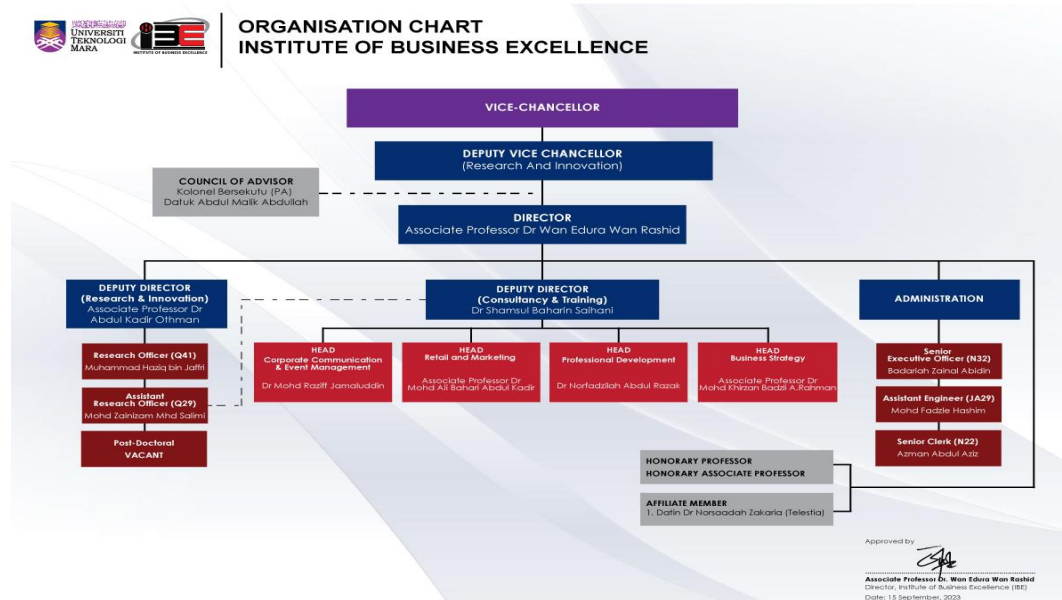 UNIVERSITI
TEKNOLOGI
MARA
IBE
INSTITUTE OF BUSINESS EXCELLENCE
ORGANISATION CHART
INSTITUTE OF BUSINESS EXCELLENCE
VICE-CHANCELLOR
DEPUTY VICE CHANCELLOR
(Research And Innovation)
COUNCIL OF ADVISOR
Kolonel Bersekutu (PA)
Datuk Abdul Malik Abdullah
DIRECTOR
Associate Professor Dr Wan Edura Wan Rashid
DEPUTY DIRECTOR
(Research & Innovation)
Associate Professor Dr
Abdul Kadir Othman
DEPUTY DIRECTOR
(Consultancy & Training)
Dr Shamsul Baharin Saihani
ADMINISTRATION
Research Officer (Q41)
Muhammad Haziq bin Jaffri
Assistant
Research Officer (Q29)
Mohd Zainizam Mhd Salimi
Post-Doctoral
VACANT
HEAD
Corporate Communication
& Event Management
Dr Mohd Raziff Jamaluddin
HEAD
Retail and Marketing
Associate Professor Dr
Mohd Ali Bahari Abdul Kadir
HEAD
Professional Development
Dr Norfadzilah Abdul Razak
HEAD
Business Strategy
Associate Professor Dr
Mohd Khirzan Badzli A.Rahman
Senior
Executive Officer (N32)
Badariah Zainal Abidin
Assistant Engineer (JA29)
Mohd Fadzle Hashim
Senior Clerk (N22)
Azman Abdul Aziz
HONORARY PROFESSOR
HONORARY ASSOCIATE PROFESSOR
AFFILIATE MEMBER
1. Datin Dr Norsaadah Zakaria (Telestia)
Approved by
Associate Professor Dr. Wan Edura Wan Rashid
Director, Institute of Business Excellence (IBE)
Date: 15 September, 2023